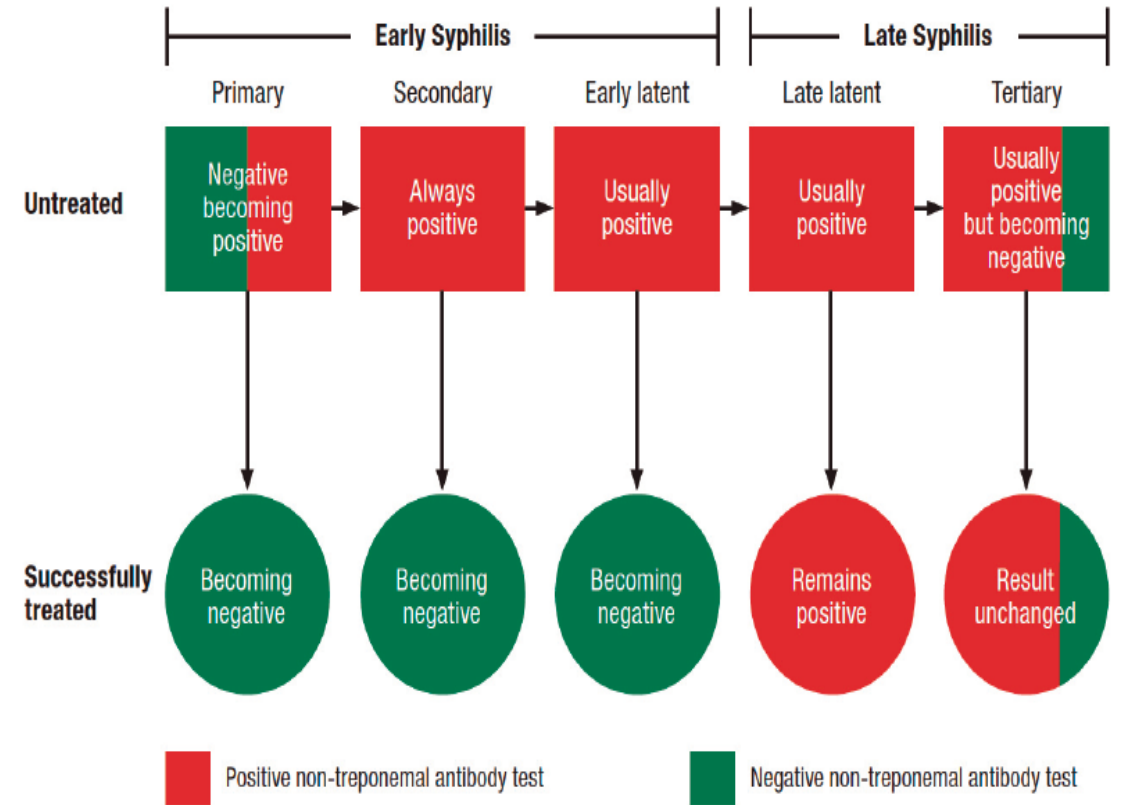 Early Syphilis
Late Syphilis
Primary
Secondary
Early latent
Late latent
Tertiary
Untreated
Negative
becoming
positive
Always
positive
Usually
positive
Usually
positive
Usually
positive
but becoming
negative
Successfully
treated
Becoming
negative
Becoming
negative
Becoming
negative
Remains
positive
Result
unchanged
Positive non-treponemal antibody test
Negative non-treponemal antibody test